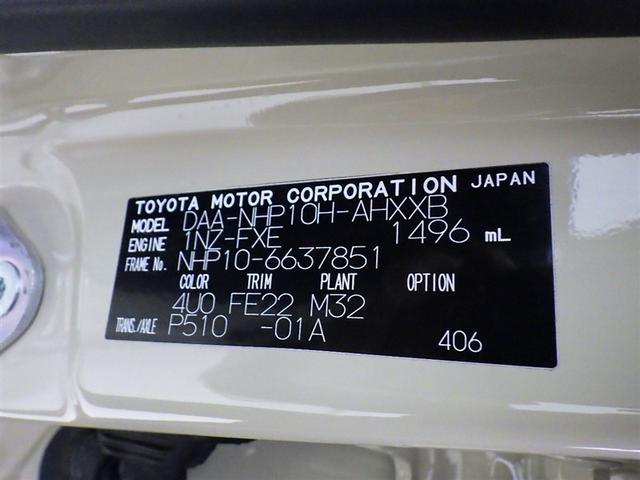 TOYOTA MOTOR CORPORATION JAPAN
MODEL DAA-NHP10H-AHXXB
ENGINE 1NZ-FXE 1496 mL
FRAME No. NHP10-6637851
COLOR TRIM PLANT OPTION
4U0 FE22 M32
TRANS./AXLE P510 -01A 406